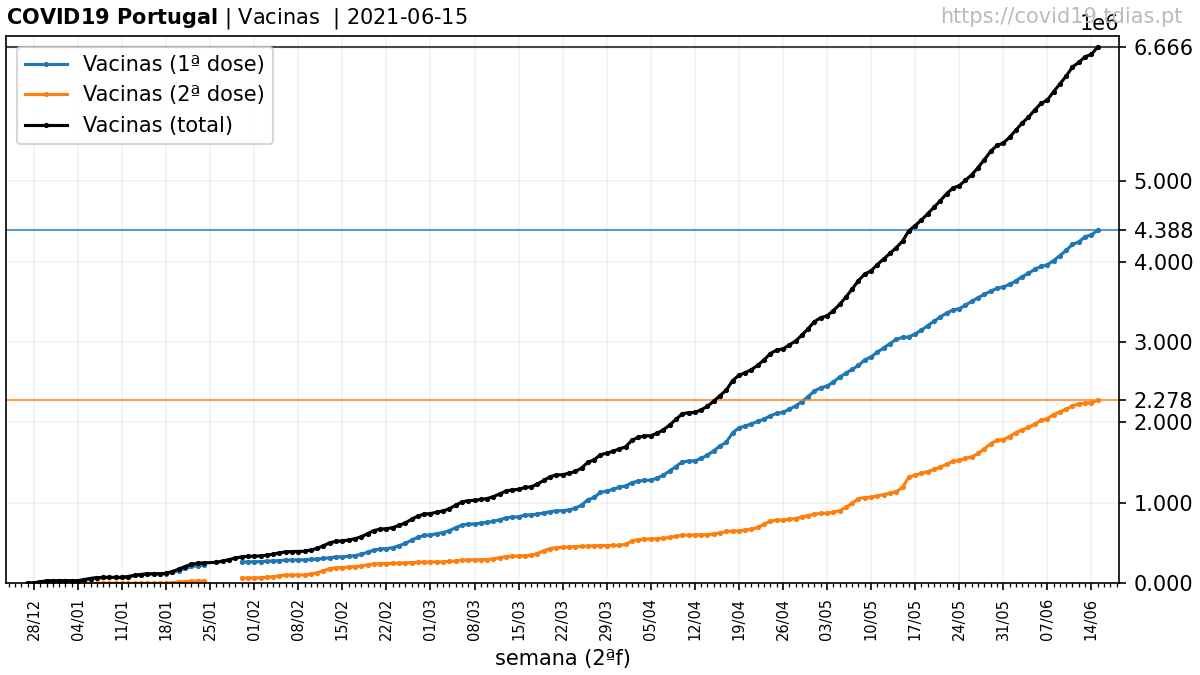 COVID19 Portugal | Vacinas | 2021-06-15
https://covid19.tdias.pt
1e6
Vacinas (1ª dose)
Vacinas (2ª dose)
Vacinas (total)
6.666
5.000
4.388
4.000
3.000
2.278
2.000
1.000
0.000
28/12 04/01 11/01 18/01 25/01 01/02 08/02 15/02 22/02 01/03 08/03 15/03 22/03 29/03 05/04 12/04 19/04 26/04 03/05 10/05 17/05 24/05 31/05 07/06 14/06
semana (2ªf)